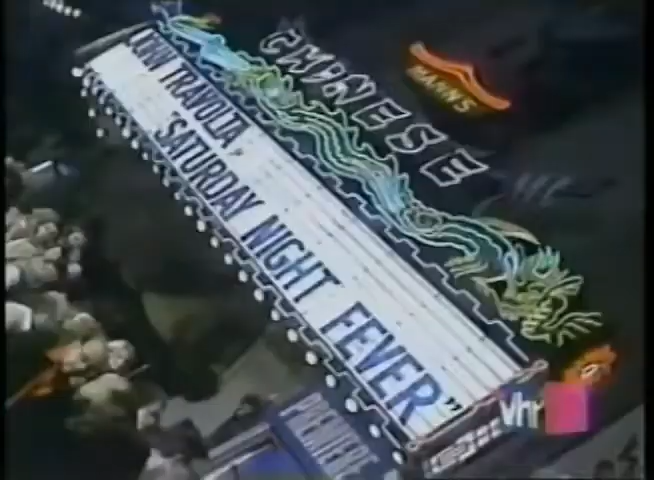 MANN'S
CHINESE
JOHN TRAVOLTA
"SATURDAY NIGHT FEVER"
PREMIERE
Vh1